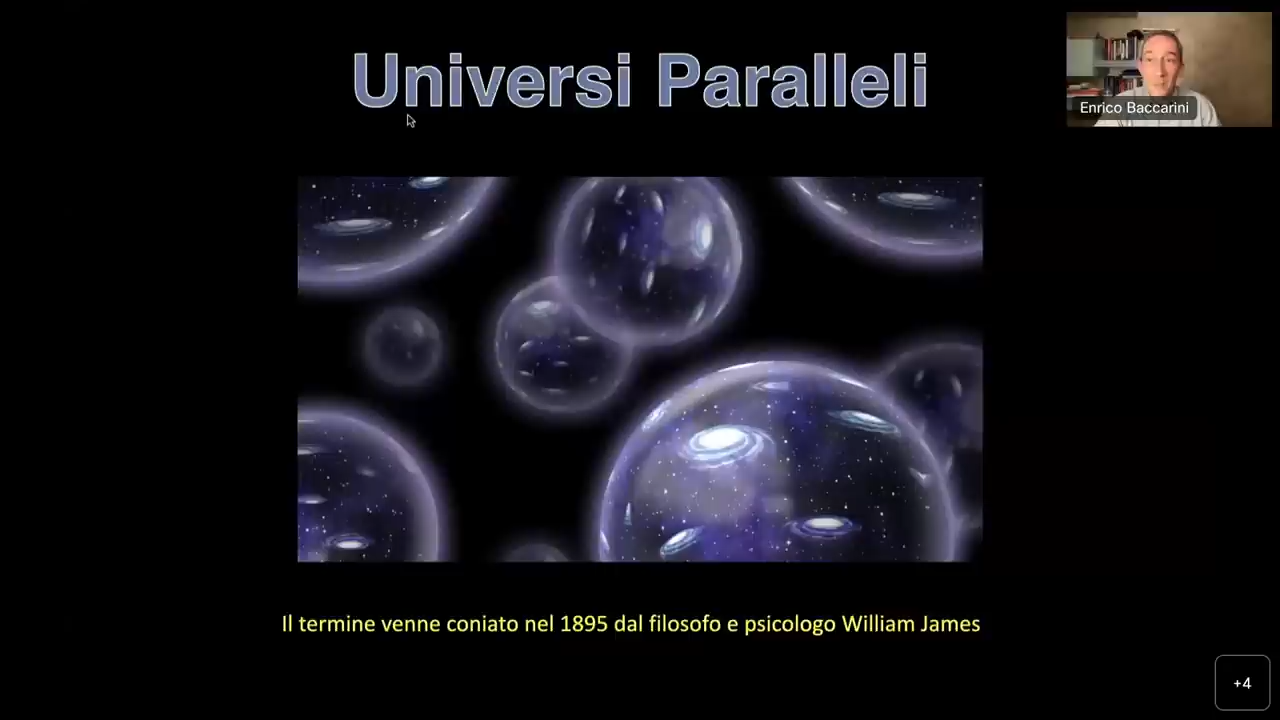 Universi Paralleli
Enrico Baccarini
Il termine venne coniato nel 1895 dal filosofo e psicologo William James
+4